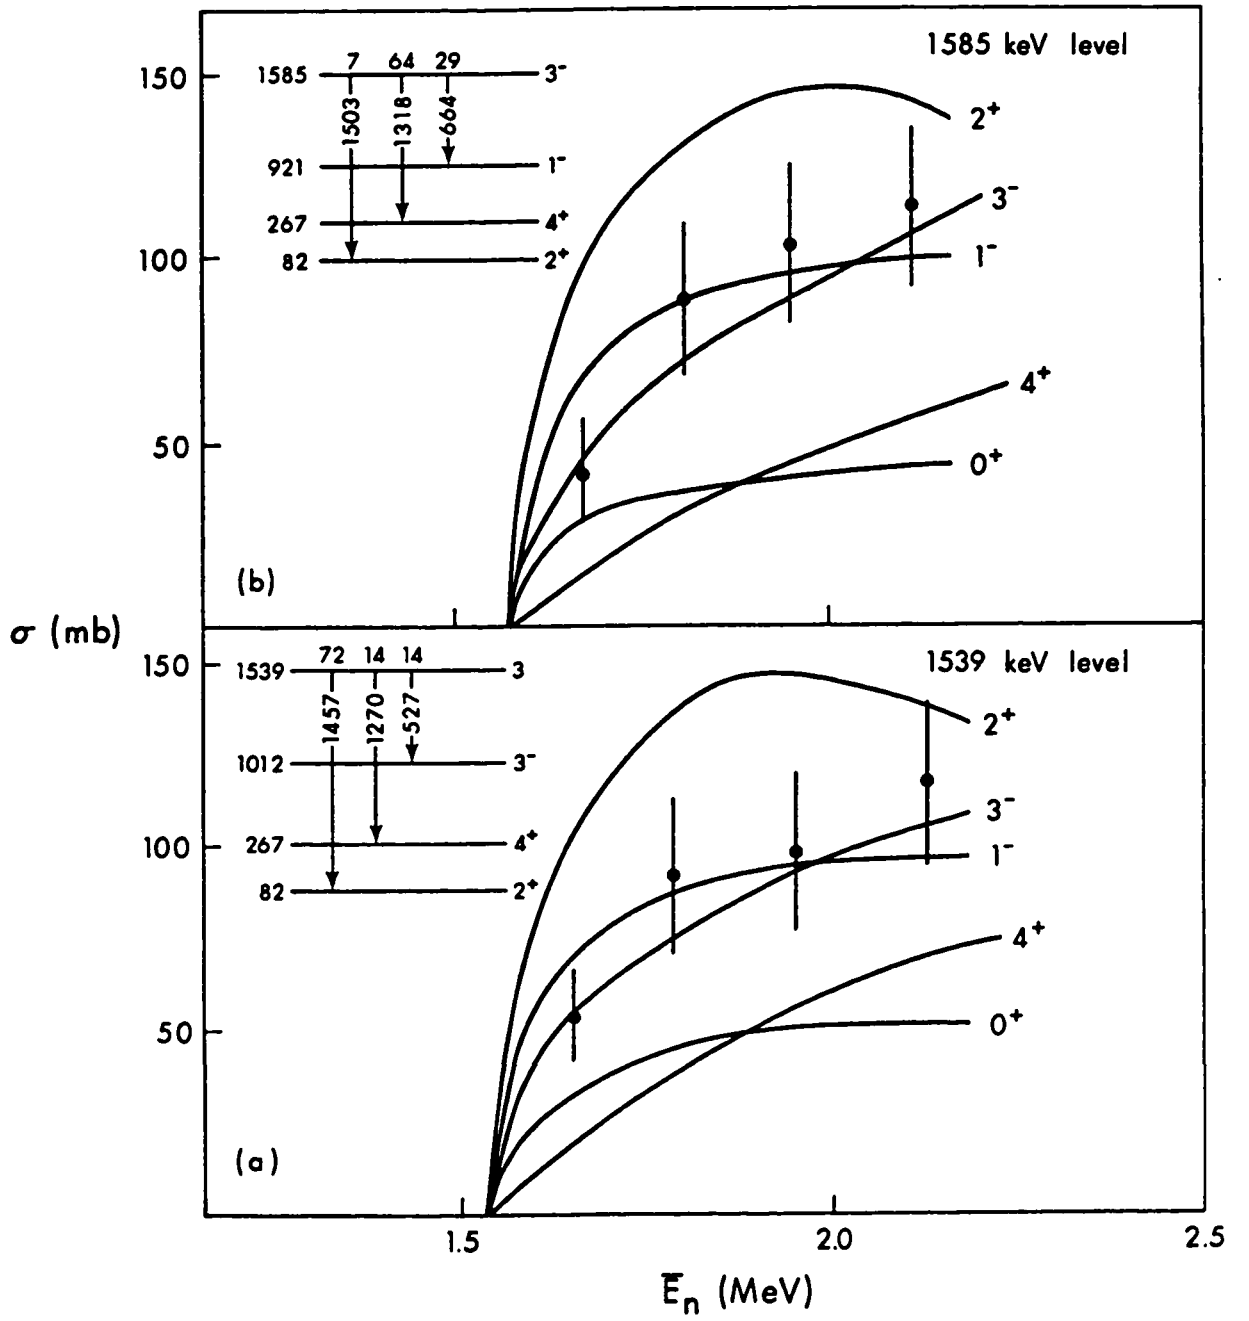 1585 keV level
150
100
50
7 64 29
1585 3⁻
1503 1318 664
921 1⁻
267 4⁺
82 2⁺
2⁺
3⁻
1⁻
4⁺
0⁺
(b)
σ (mb)
1539 keV level
150
100
50
72 14 14
1539 3
1457 1270 527
1012 3⁻
267 4⁺
82 2⁺
2⁺
3⁻
1⁻
4⁺
0⁺
(a)
1.5 2.0 2.5
E̅ₙ (MeV)